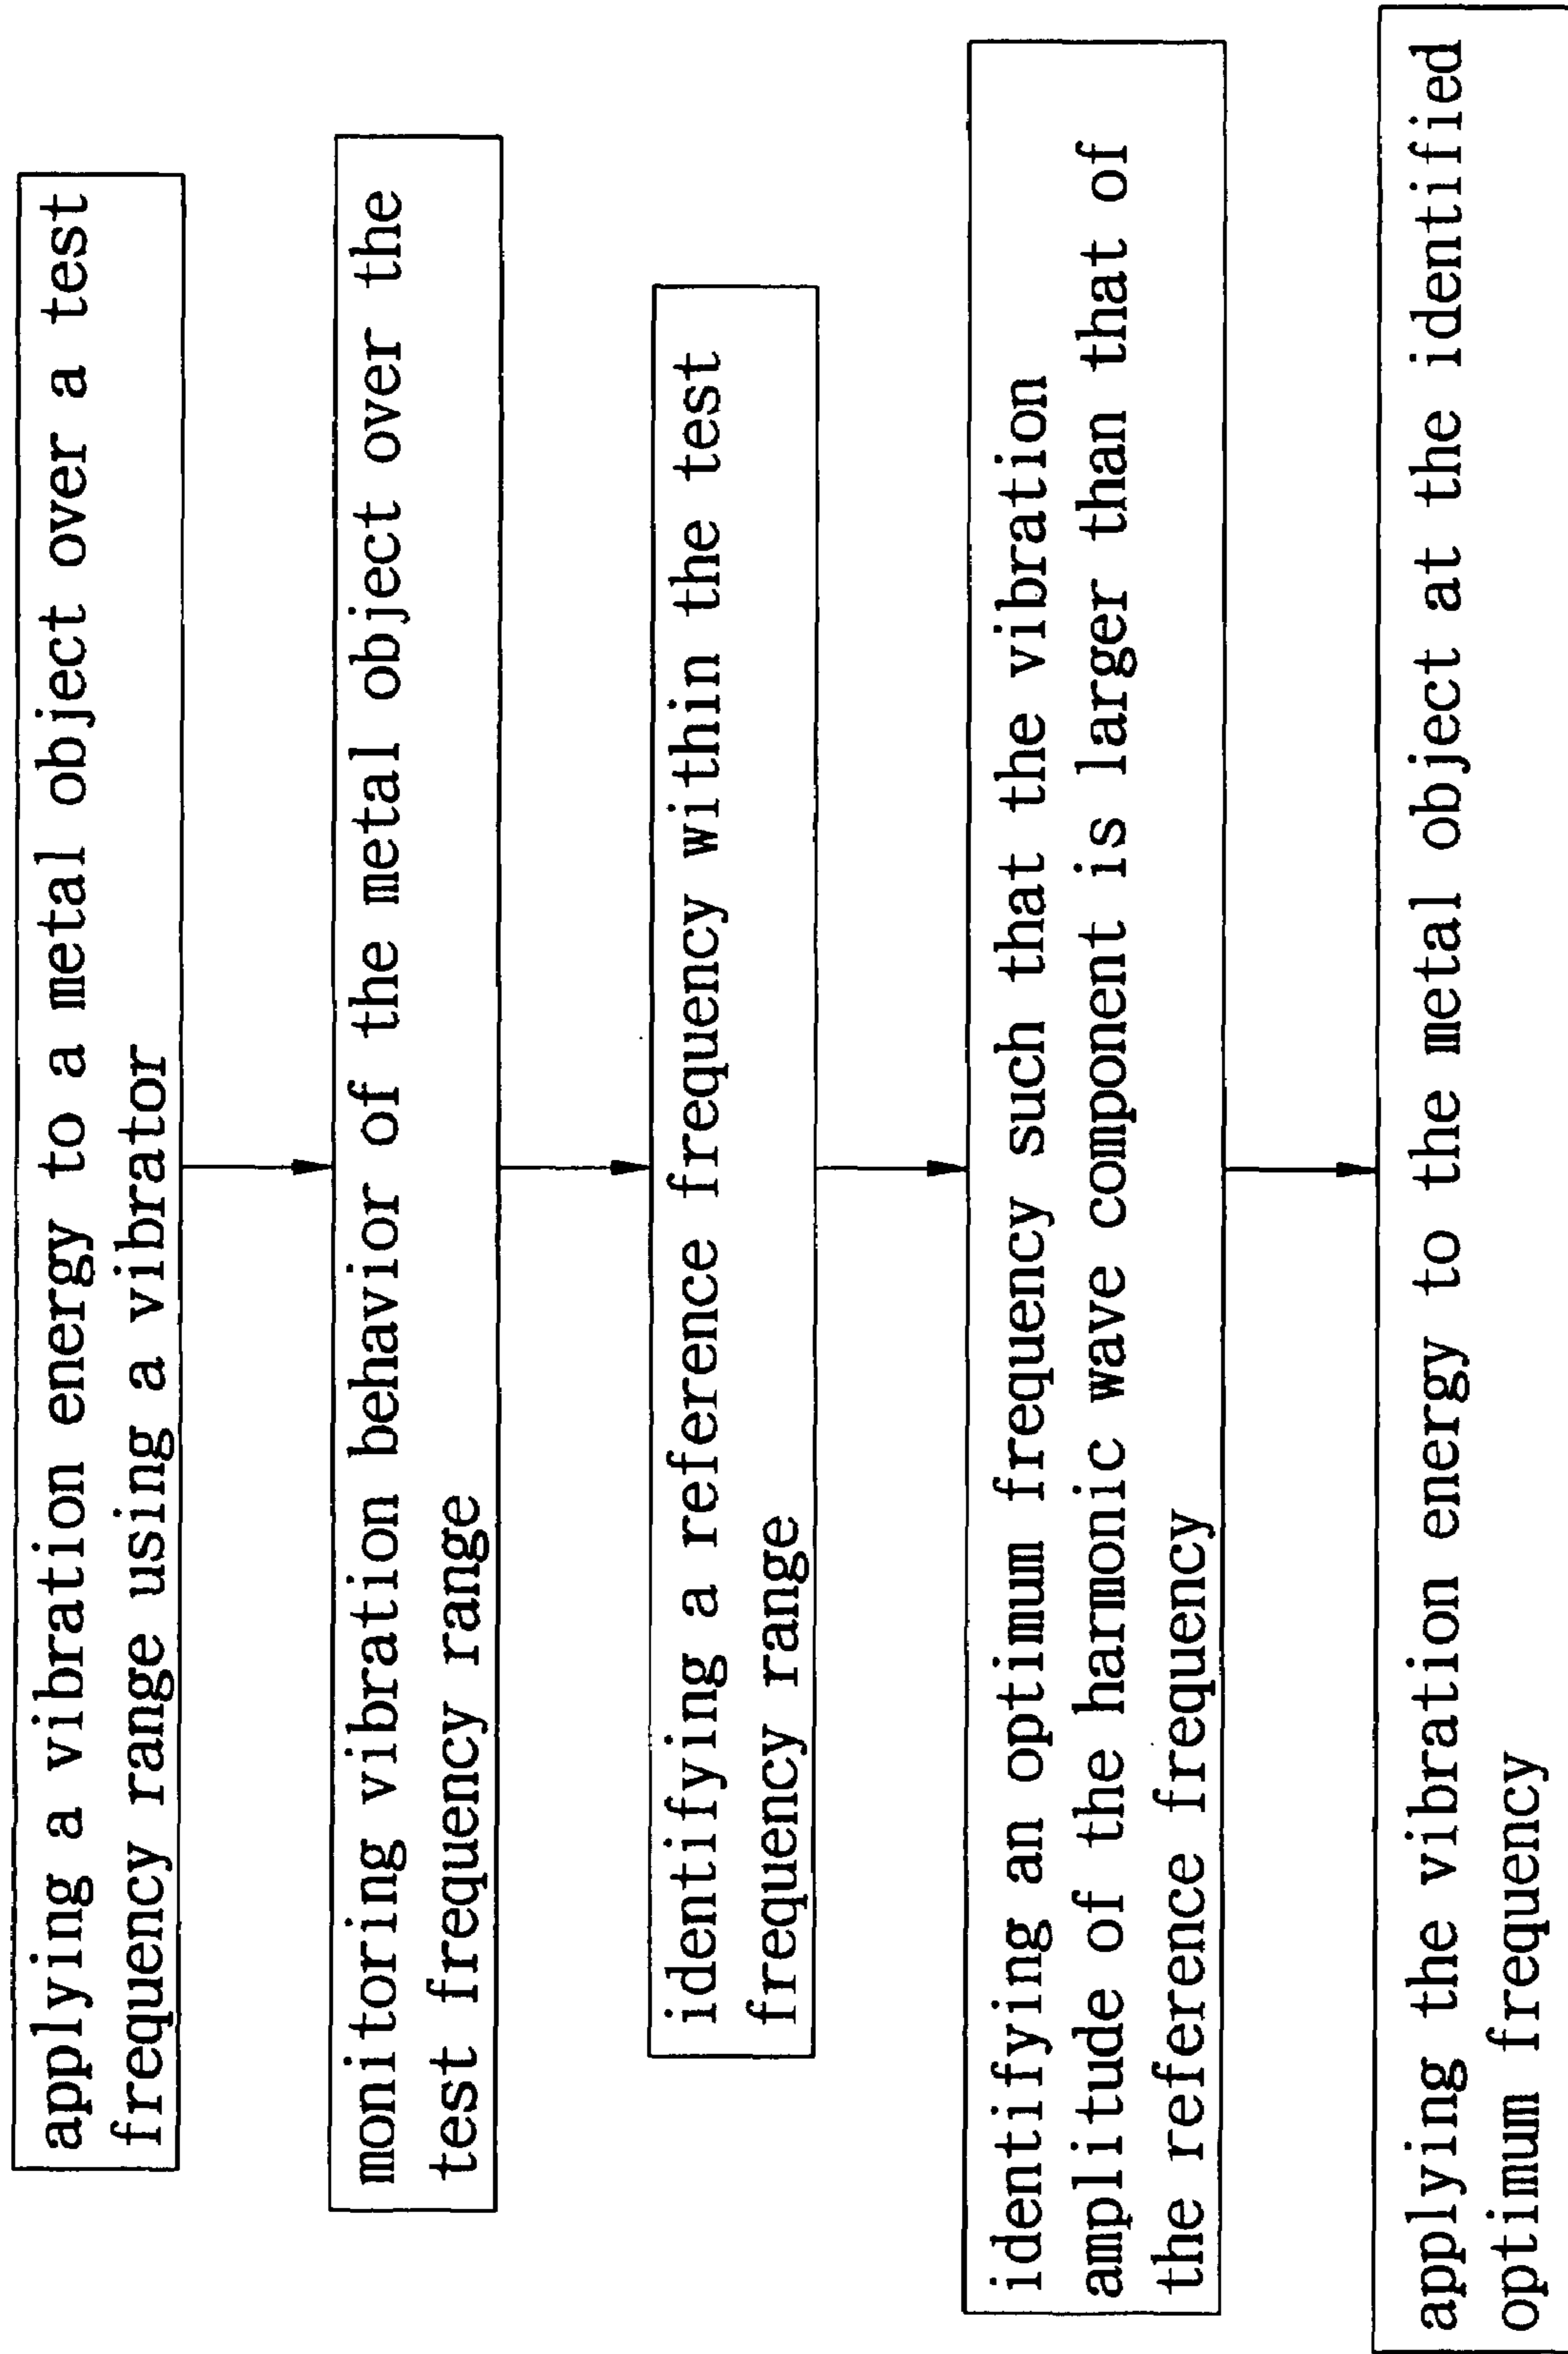 applying a vibration energy to a metal object over a test
frequency range using a vibrator
monitoring vibration behavior of the metal object over the
test frequency range
identifying a reference frequency within the test
frequency range
identifying an optimum frequency such that the vibration
amplitude of the harmonic wave component is larger than that of
the reference frequency
applying the vibration energy to the metal object at the identified
optimum frequency